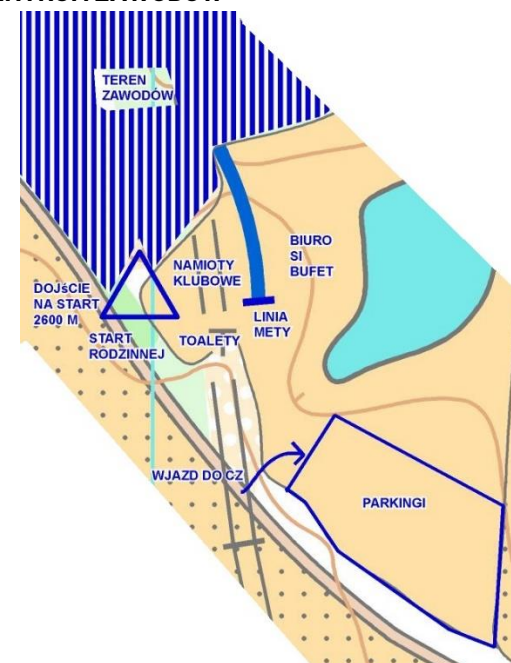 TEREN
ZAWODÓW
BIURO
SI
BUFET
NAMIOTY
KLUBOWE
DOJŚCIE
NA START
2600 M
LINIA
METY
START
RODZINNEJ
TOALETY
WJAZD DO CZ
PARKINGI